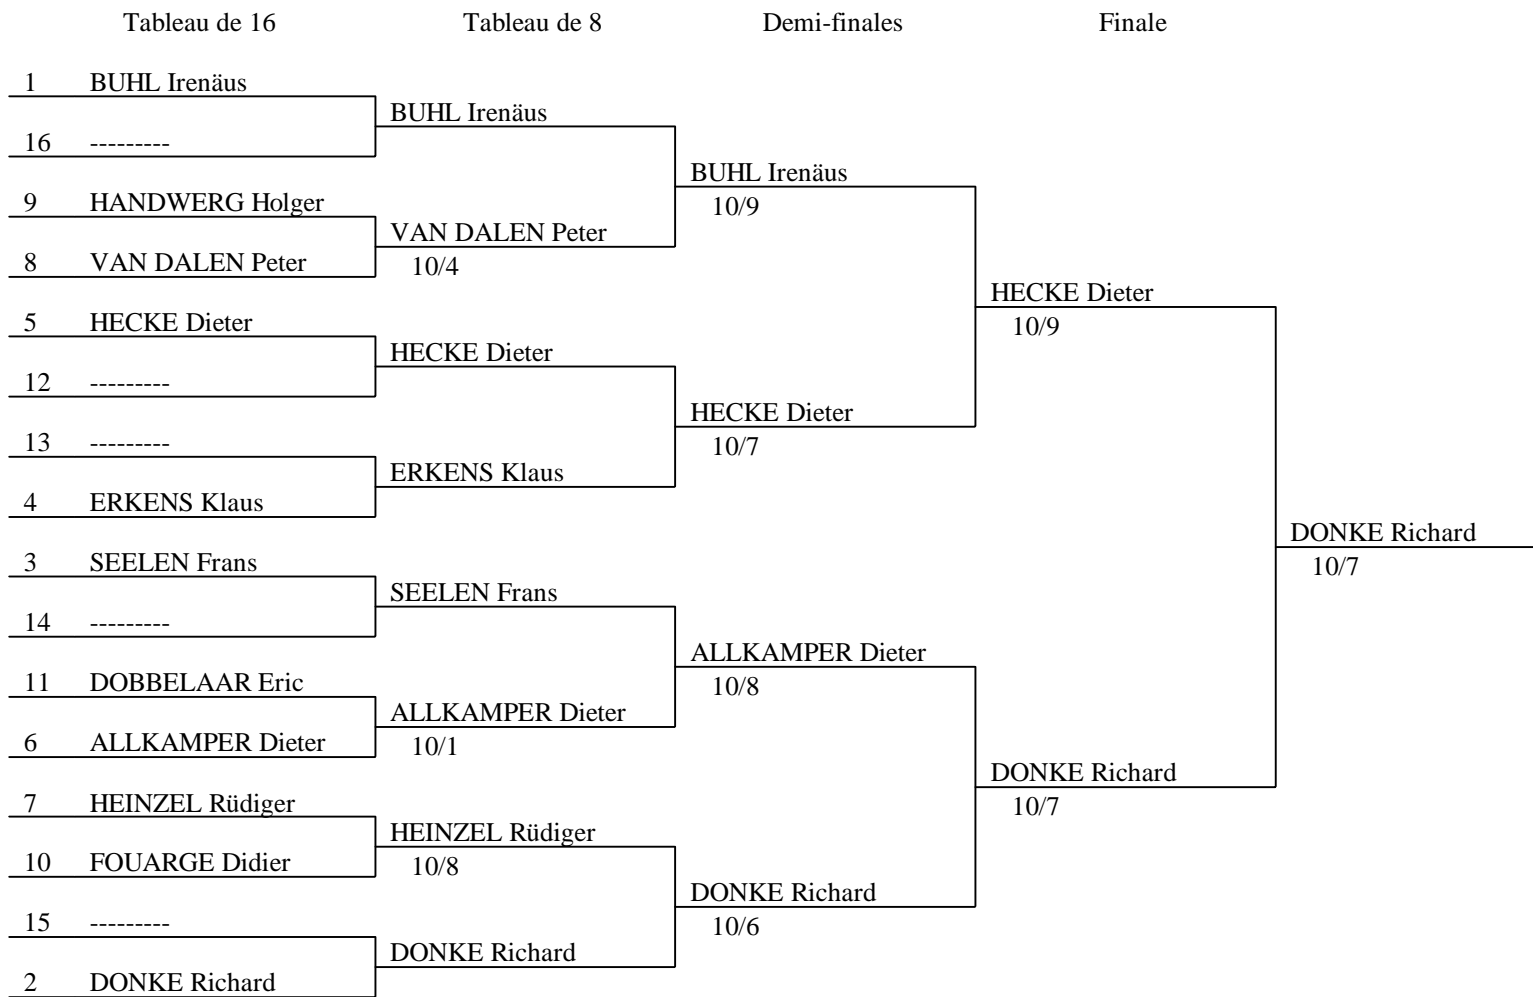 Tableau de 16 Tableau de 8 Demi-finales Finale
1 BUHL Irenäus
BUHL Irenäus
16 ---------
BUHL Irenäus
10/9
9 HANDWERG Holger
VAN DALEN Peter
10/4
8 VAN DALEN Peter
HECKE Dieter
10/9
5 HECKE Dieter
HECKE Dieter
12 ---------
HECKE Dieter
10/7
13 ---------
ERKENS Klaus
4 ERKENS Klaus
DONKE Richard
10/7
3 SEELEN Frans
SEELEN Frans
14 ---------
ALLKAMPER Dieter
10/8
11 DOBBELAAR Eric
ALLKAMPER Dieter
10/1
6 ALLKAMPER Dieter
DONKE Richard
10/7
7 HEINZEL Rüdiger
HEINZEL Rüdiger
10/8
10 FOUARGE Didier
DONKE Richard
10/6
15 ---------
DONKE Richard
2 DONKE Richard